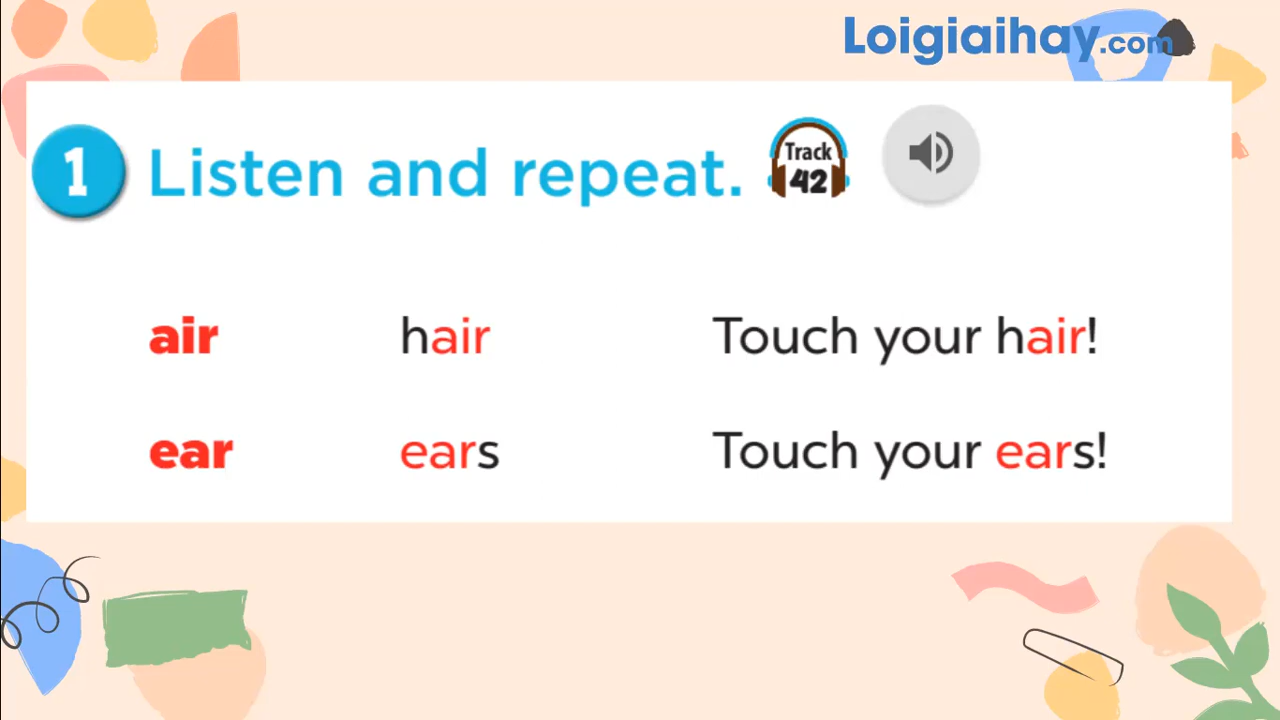 Loigiaihay.com
1 Listen and repeat. Track 42
air hair Touch your hair!
ear ears Touch your ears!